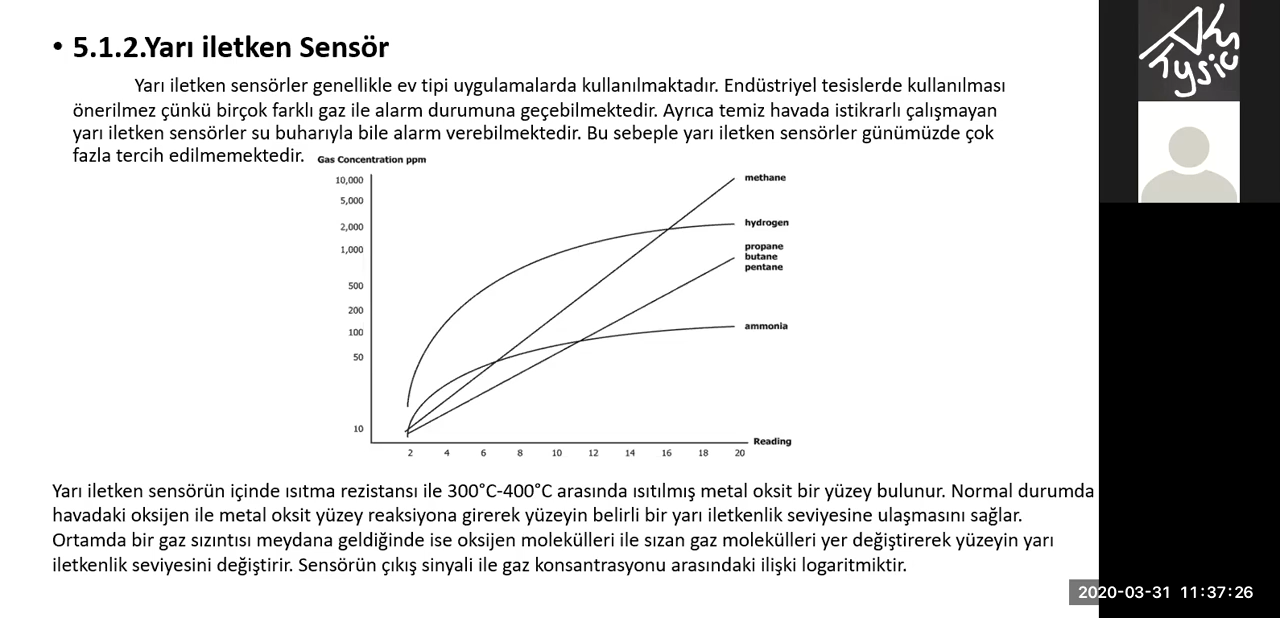 • 5.1.2.Yarı iletken Sensör
Yarı iletken sensörler genellikle ev tipi uygulamalarda kullanılmaktadır. Endüstriyel tesislerde kullanılması
önerilmez çünkü birçok farklı gaz ile alarm durumuna geçebilmektedir. Ayrıca temiz havada istikrarlı çalışmayan
yarı iletken sensörler su buharıyla bile alarm verebilmektedir. Bu sebeple yarı iletken sensörler günümüzde çok
fazla tercih edilmemektedir.
Gas Concentration ppm
10,000
5,000
2,000
1,000
500
200
100
50
10
methane
hydrogen
propane
butane
pentane
ammonia
Reading
2 4 6 8 10 12 14 16 18 20
Yarı iletken sensörün içinde ısıtma rezistansı ile 300°C-400°C arasında ısıtılmış metal oksit bir yüzey bulunur. Normal durumda
havadaki oksijen ile metal oksit yüzey reaksiyona girerek yüzeyin belirli bir yarı iletkenlik seviyesine ulaşmasını sağlar.
Ortamda bir gaz sızıntısı meydana geldiğinde ise oksijen molekülleri ile sızan gaz molekülleri yer değiştirerek yüzeyin yarı
iletkenlik seviyesini değiştirir. Sensörün çıkış sinyali ile gaz konsantrasyonu arasındaki ilişki logaritmiktir.
2020-03-31 11:37:26